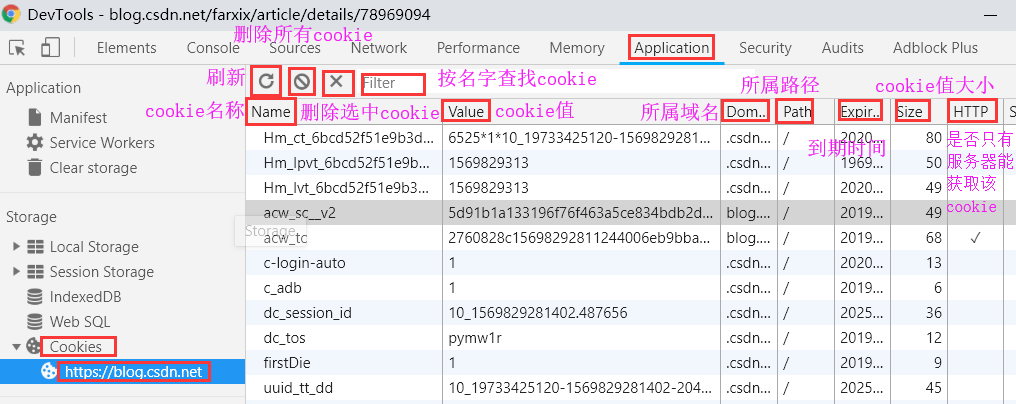 DevTools - blog.csdn.net/farxix/article/details/78969094
删除所有cookie
Elements Console Sources Network Performance Memory Application Security Audits Adblock Plus
刷新 Filter 按名字查找cookie 所属路径 cookie值大小
Application
cookie名称 Name 删除选中cookie Value cookie值 所属域名 Dom... Path Expir... Size HTTP S
到期时间
是否只有
服务器能
获取该
cookie
Manifest
Service Workers
Clear storage
Storage
Local Storage
Session Storage
IndexedDB
Web SQL
Cookies
https://blog.csdn.net
Storage
Hm_ct_6bcd52f51e9b3d... 6525*1*10_19733425120-1569829281... .csdn.... / 2020... 80
Hm_lpvt_6bcd52f51e9b... 1569829313 .csdn.... / 1969... 50
Hm_lvt_6bcd52f51e9b3... 1569829313 .csdn.... / 2020... 49
acw_sc__v2 5d91b1a133196f76f463a5ce834bdb2d... blog.... / 2019... 49
acw_tc 2760828c15698292811244006eb9bba... blog.... / 2019... 68 ✓
c-login-auto 1 .csdn.... / 2020... 13
c_adb 1 .csdn.... / 2019... 6
dc_session_id 10_1569829281402.487656 .csdn.... / 2025... 36
dc_tos pymw1r .csdn.... / 2019... 12
firstDie 1 .csdn.... / 2019... 9
uuid_tt_dd 10_19733425120-1569829281402-204... .csdn.... / 2025... 45